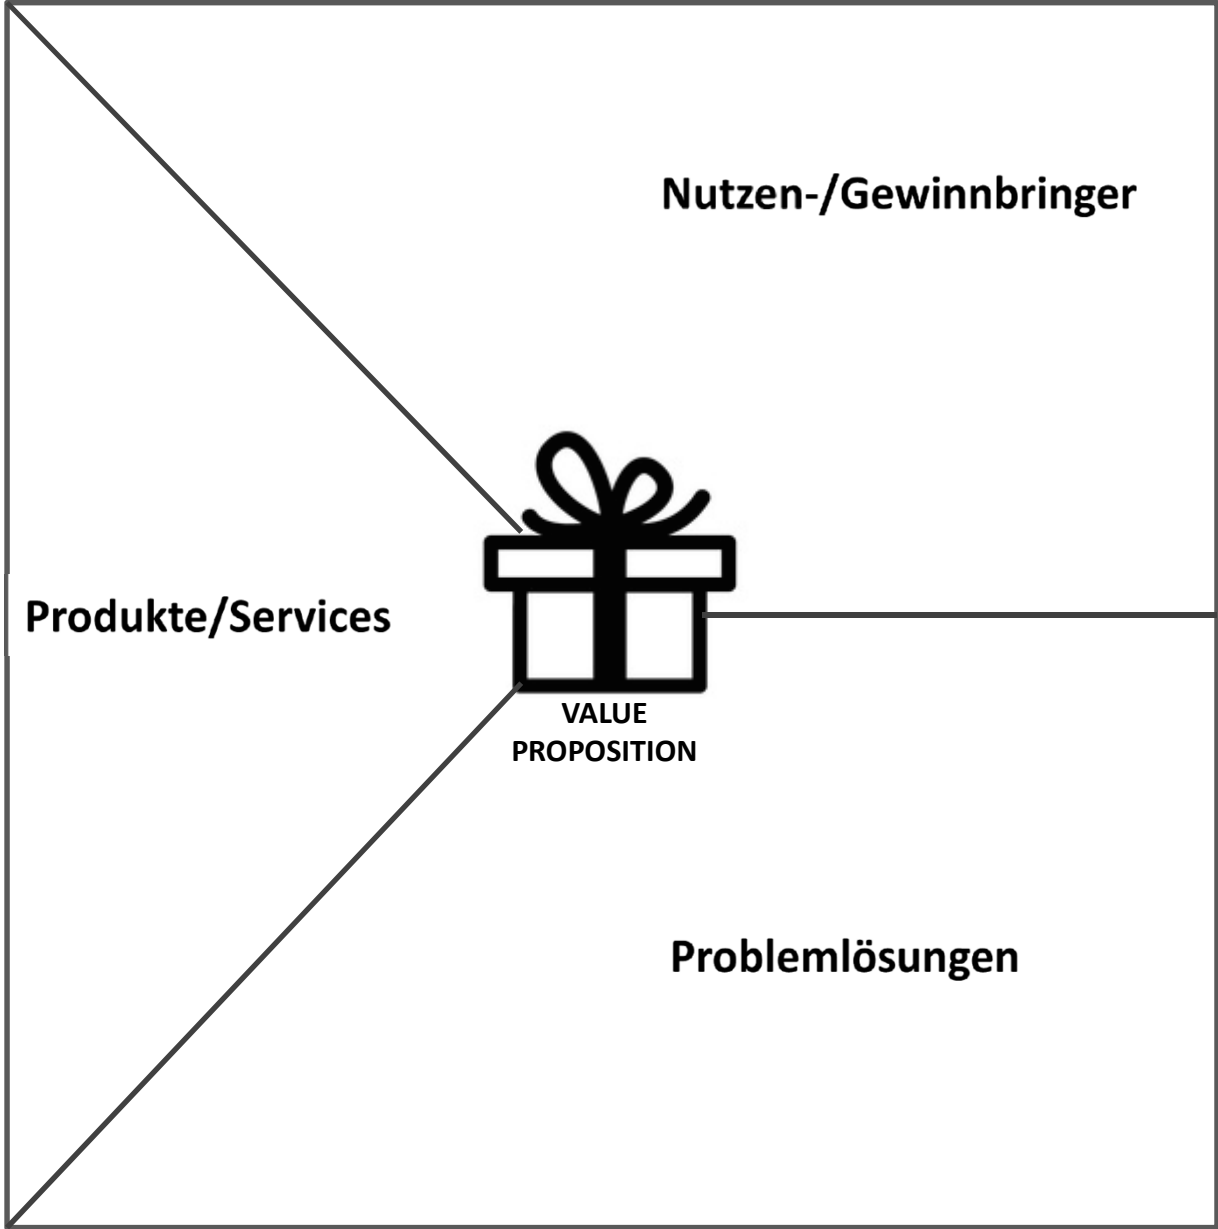 Nutzen-/Gewinnbringer
Produkte/Services
VALUE
PROPOSITION
Problemlösungen